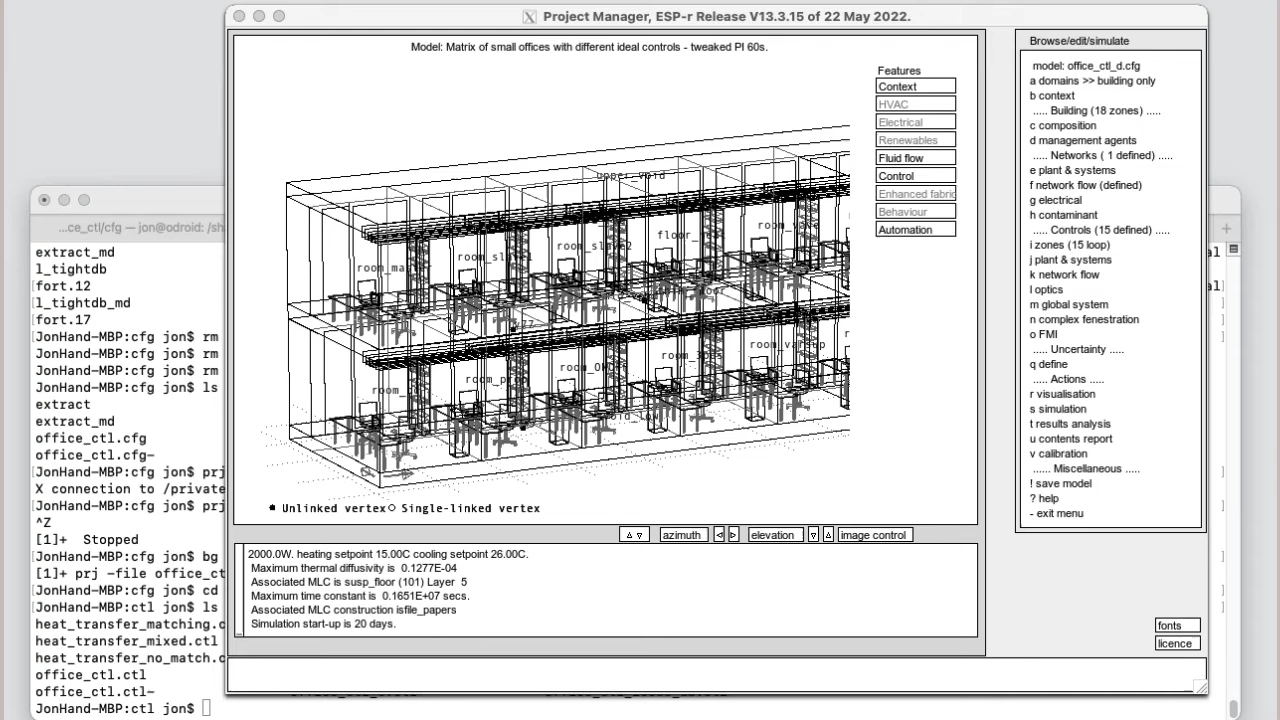 Project Manager, ESP-r Release V13.3.15 of 22 May 2022.
Model: Matrix of small offices with different ideal controls - tweaked PI 60s.
Features
Context
HVAC
Electrical
Renewables
Fluid flow
Control
Enhanced fabric
Behaviour
Automation
upper_void
floor_
room_slave2
room_
room_
room_prop
● Unlinked vertex○ Single-linked vertex
azimuth
elevation
image control
2000.0W. heating setpoint 15.00C cooling setpoint 26.00C.
Maximum thermal diffusivity is 0.1277E-04
Associated MLC is susp_floor (101) Layer 5
Maximum time constant is 0.1651E+07 secs.
Associated MLC construction isfile_papers
Simulation start-up is 20 days.
Browse/edit/simulate
model: office_ctl_d.cfg
a domains >> building only
b context
..... Building (18 zones) .....
c composition
d management agents
..... Networks ( 1 defined) .....
e plant & systems
f network flow (defined)
g electrical
h contaminant
..... Controls (15 defined) .....
i zones (15 loop)
j plant & systems
k network flow
l optics
m global system
n complex fenestration
o FMI
..... Uncertainty .....
q define
..... Actions .....
r visualisation
s simulation
t results analysis
u contents report
v calibration
...... Miscellaneous .....
! save model
? help
- exit menu
fonts
licence
...ce_ctl/cfg — jon@odroid: /sh
extract_md
l_tightdb
fort.12
l_tightdb_md
fort.17
JonHand-MBP:cfg jon$ rm
JonHand-MBP:cfg jon$ rm
JonHand-MBP:cfg jon$ rm
JonHand-MBP:cfg jon$ ls
extract
extract_md
office_ctl.cfg
office_ctl.cfg~
JonHand-MBP:cfg jon$ prj
X connection to /private
JonHand-MBP:cfg jon$ prj
^Z
[1]+ Stopped
JonHand-MBP:cfg jon$ bg
[1]+ prj -file office_ct
JonHand-MBP:cfg jon$ cd
JonHand-MBP:ctl jon$ ls
heat_transfer_matching.c
heat_transfer_mixed.ctl
heat_transfer_no_match.c
office_ctl.ctl
office_ctl.ctl~
JonHand-MBP:ctl jon$